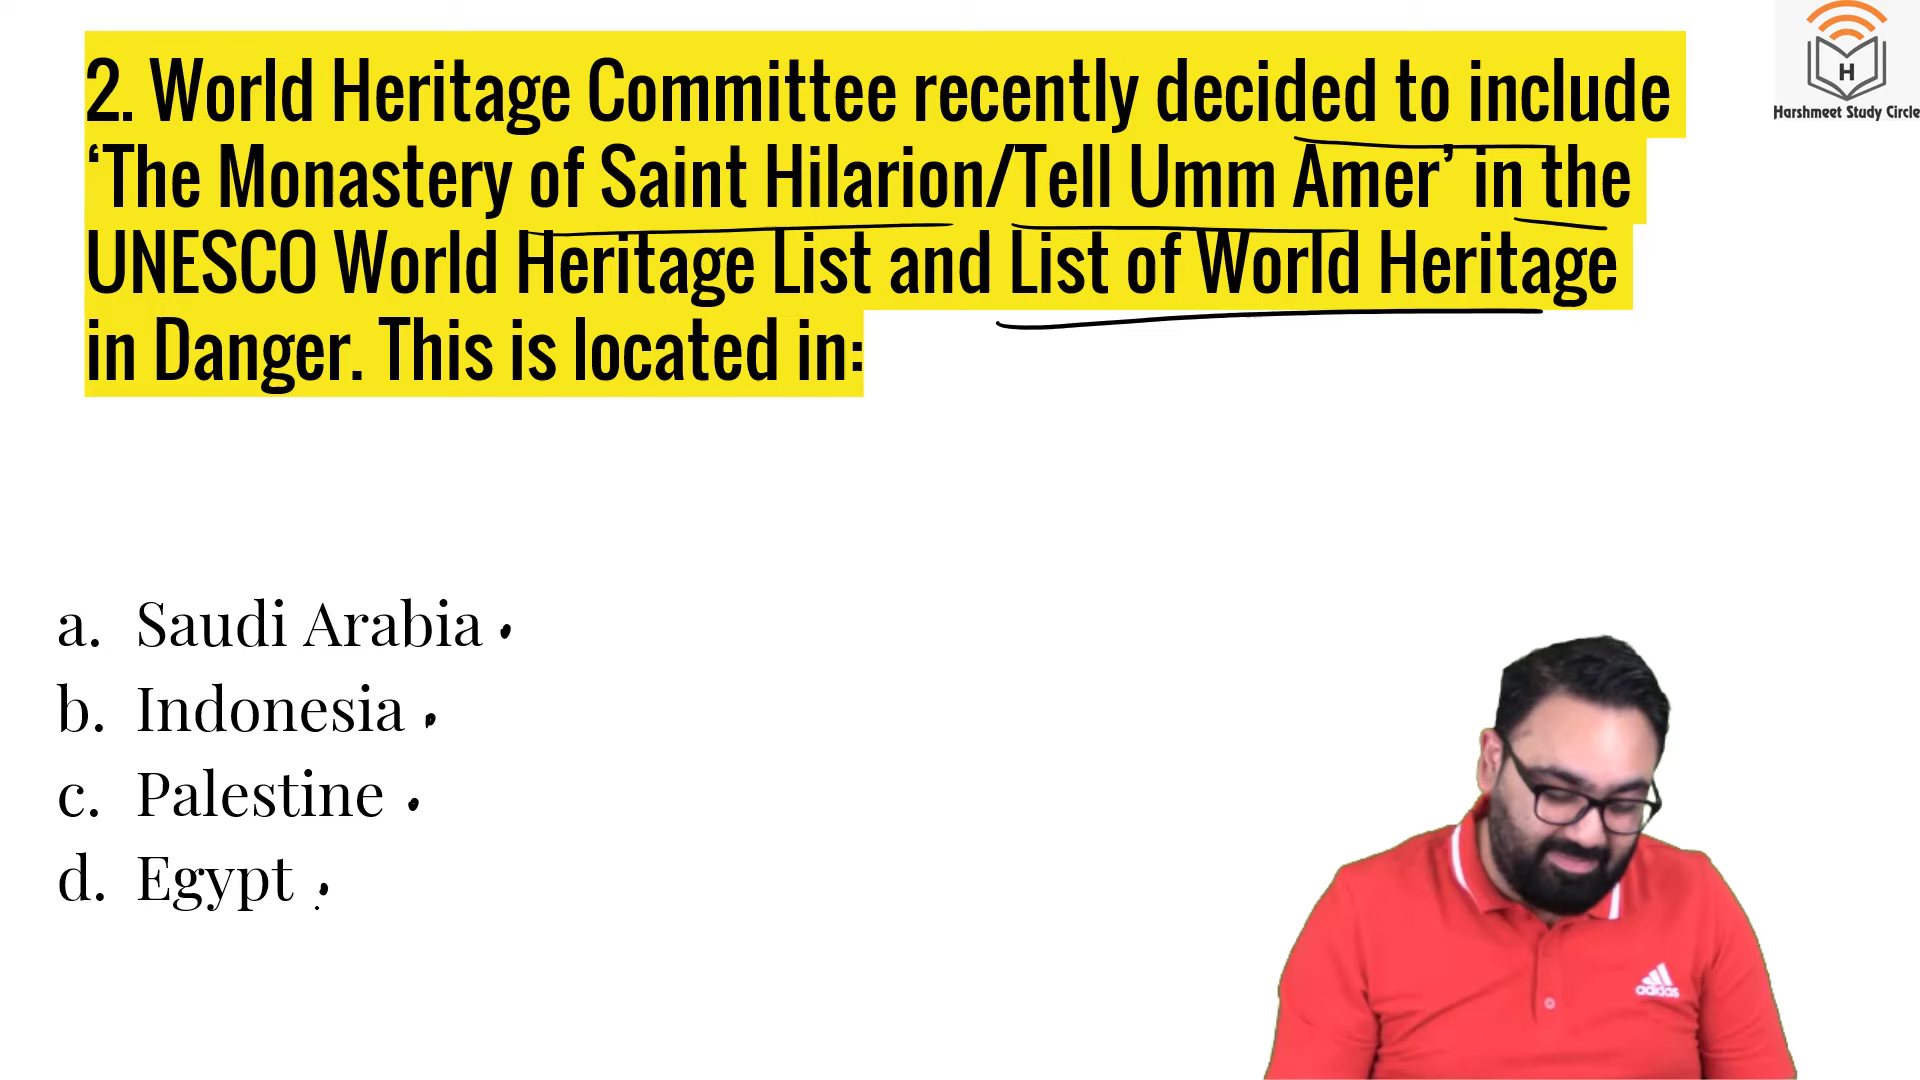 2. World Heritage Committee recently decided to include
‘The Monastery of Saint Hilarion/Tell Umm Amer’ in the
UNESCO World Heritage List and List of World Heritage
in Danger. This is located in:
H
Harshmeet Study Circle
a. Saudi Arabia
b. Indonesia
c. Palestine
d. Egypt
adidas